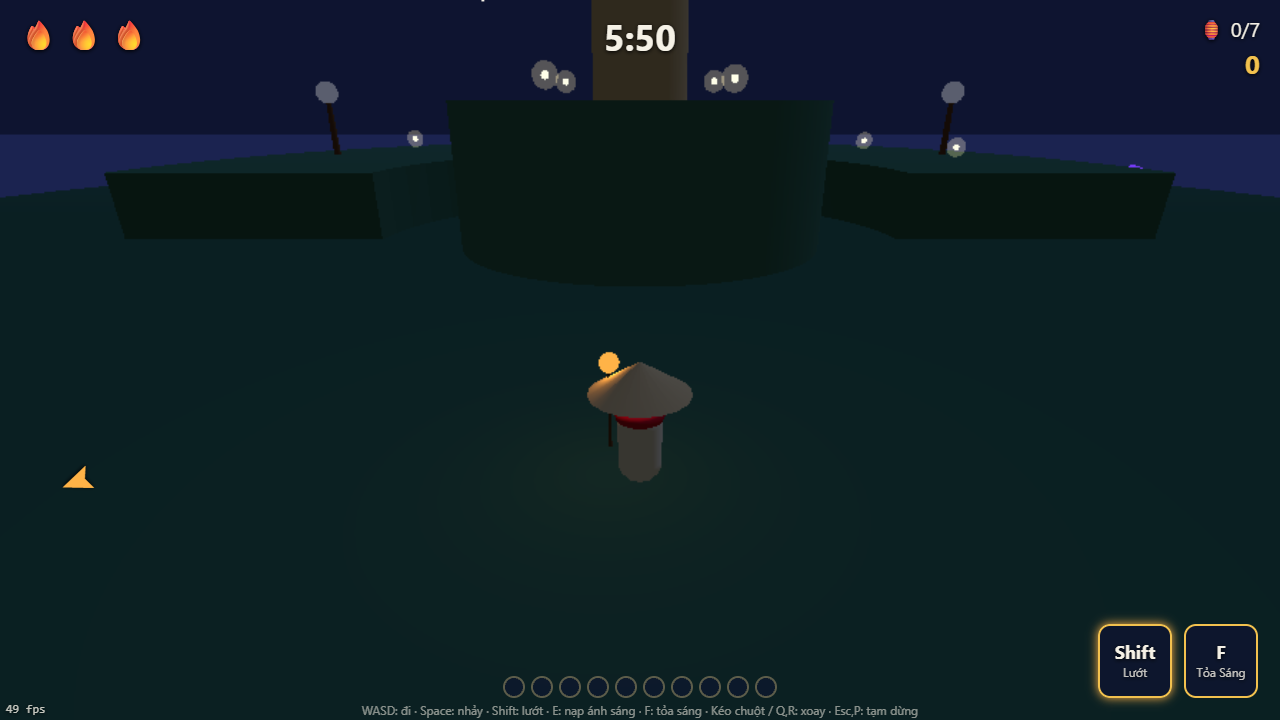 5:50
0/7
0
Shift
Lướt
F
Tỏa Sáng
49 fps
WASD: đi · Space: nhảy · Shift: lướt · E: nạp ánh sáng · F: tỏa sáng · Kéo chuột / Q,R: xoay · Esc,P: tạm dừng